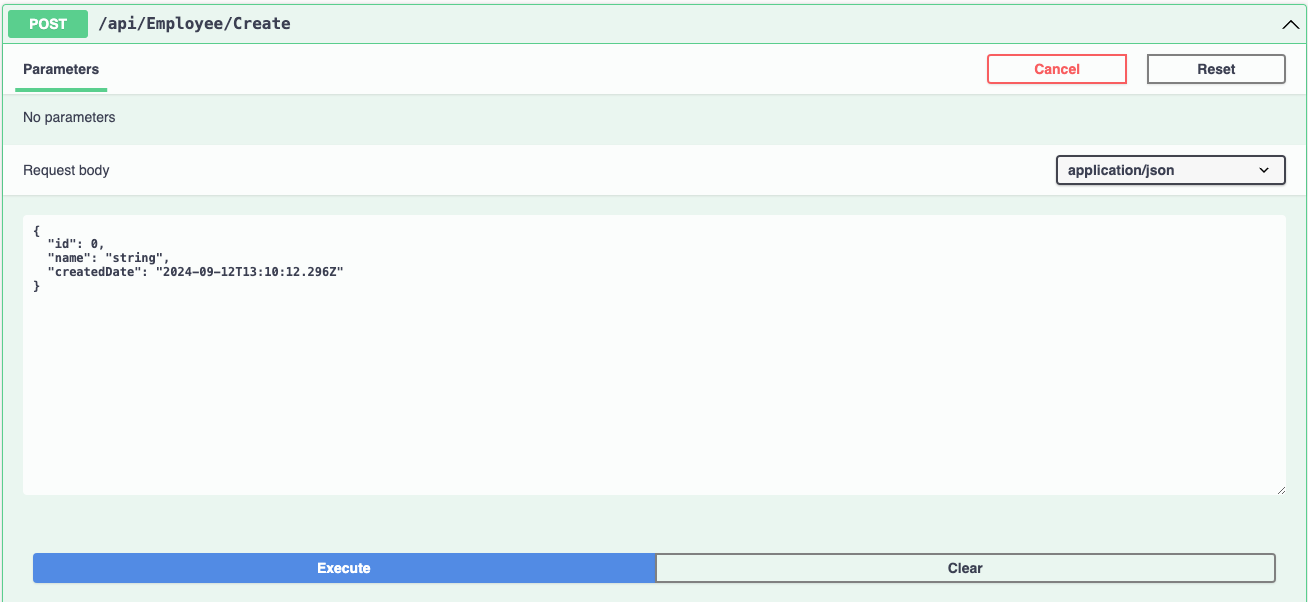 POST /api/Employee/Create
Parameters Cancel Reset
No parameters
Request body application/json
{
  "id": 0,
  "name": "string",
  "createdDate": "2024-09-12T13:10:12.296Z"
}
Execute Clear